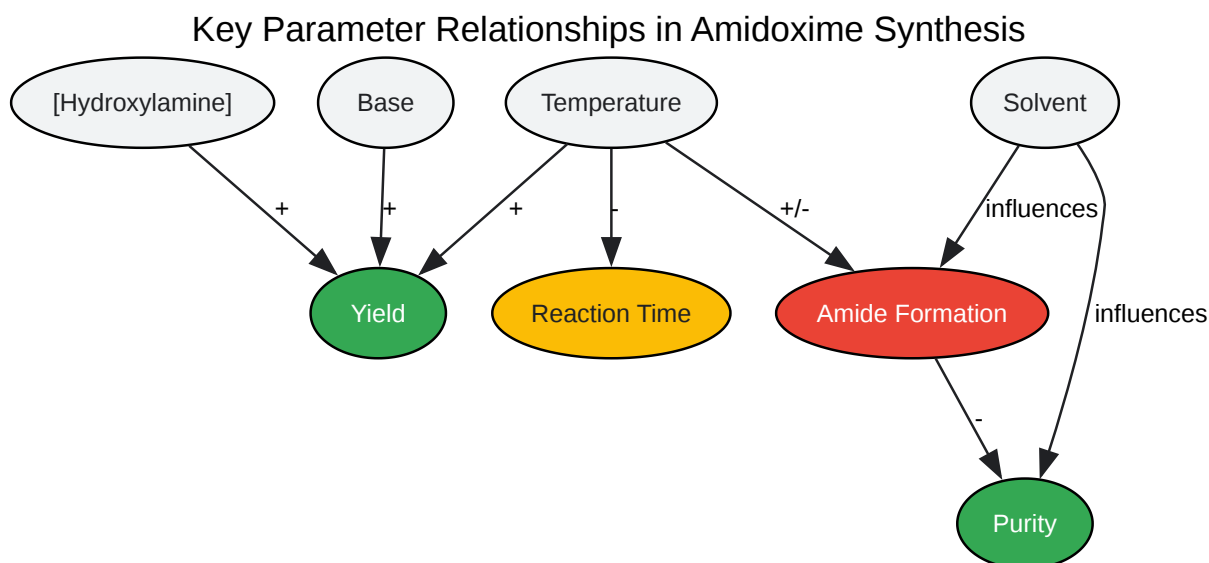 Key Parameter Relationships in Amidoxime Synthesis
[Hydroxylamine]
Base
Temperature
Solvent
+
+
+
-
+/-
influences
Yield
Reaction Time
Amide Formation
influences
-
Purity